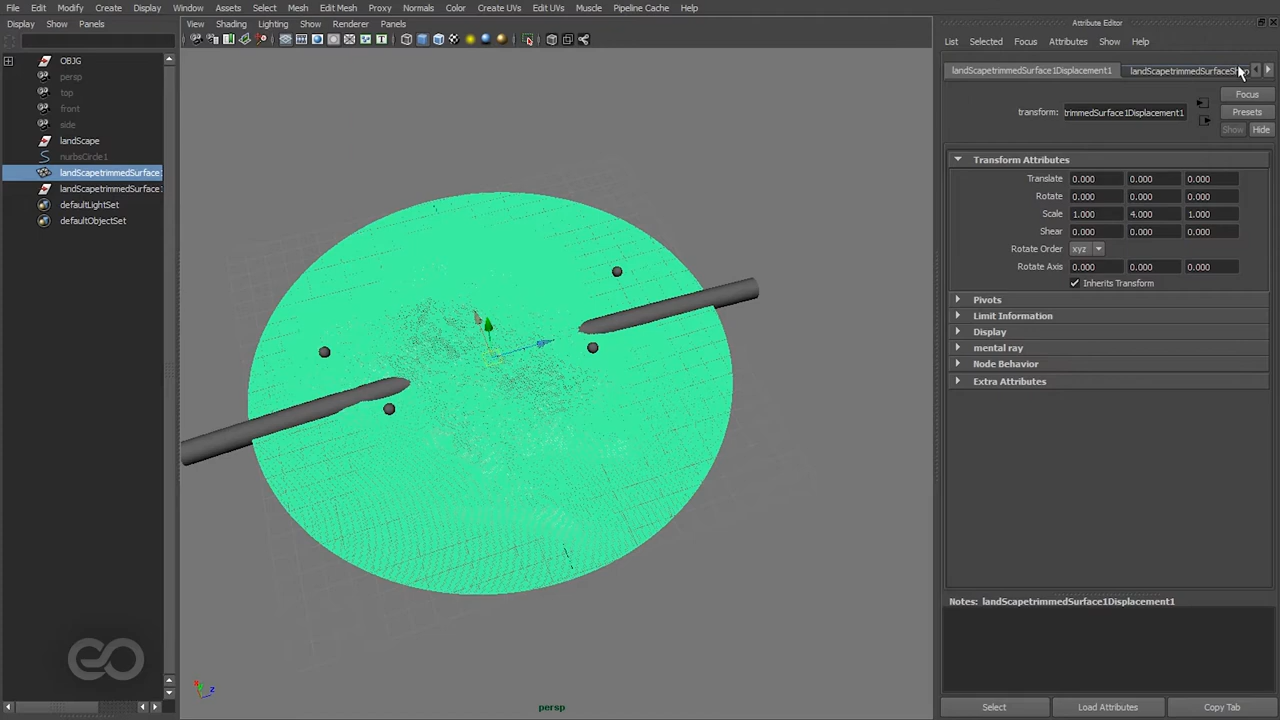 File Edit Modify Create Display Window Assets Select Mesh Edit Mesh Proxy Normals Color Create UVs Edit UVs Muscle Pipeline Cache Help
Display Show Panels
View Shading Lighting Show Renderer Panels
OBJG
persp
top
front
side
landScape
nurbsCircle1
landScapetrimmedSurface
landScapetrimmedSurface
defaultLightSet
defaultObjectSet
persp
Attribute Editor
List Selected Focus Attributes Show Help
landScapetrimmedSurface1Displacement1 landScapetrimmedSurfaceShap
Focus
transform: trimmedSurface1Displacement1 Presets
Show Hide
Transform Attributes
Translate 0.000 0.000 0.000
Rotate 0.000 0.000 0.000
Scale 1.000 4.000 1.000
Shear 0.000 0.000 0.000
Rotate Order xyz
Rotate Axis 0.000 0.000 0.000
Inherits Transform
Pivots
Limit Information
Display
mental ray
Node Behavior
Extra Attributes
Notes: landScapetrimmedSurface1Displacement1
Select Load Attributes Copy Tab